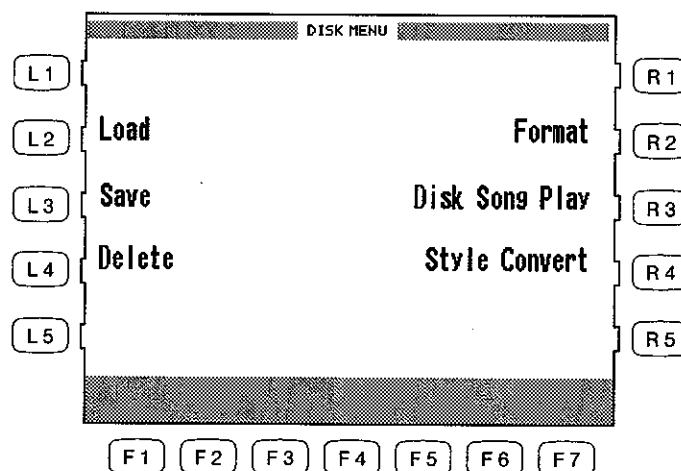 DISK MENU
L1 R1
L2 Load Format R2
L3 Save Disk Song Play R3
L4 Delete Style Convert R4
L5 R5
F1 F2 F3 F4 F5 F6 F7